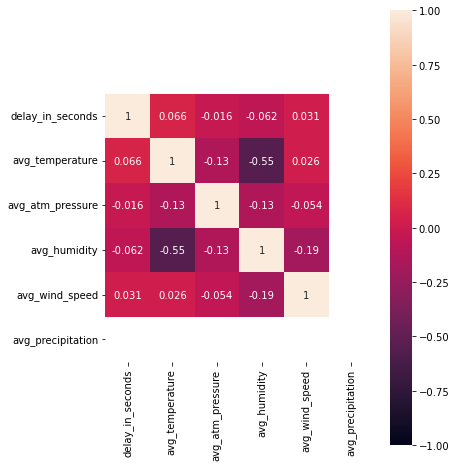 delay_in_seconds 1 0.066 -0.016 -0.062 0.031
avg_temperature 0.066 1 -0.13 -0.55 0.026
avg_atm_pressure -0.016 -0.13 1 -0.13 -0.054
avg_humidity -0.062 -0.55 -0.13 1 -0.19
avg_wind_speed 0.031 0.026 -0.054 -0.19 1
avg_precipitation
delay_in_seconds
avg_temperature
avg_atm_pressure
avg_humidity
avg_wind_speed
avg_precipitation
1.00
0.75
0.50
0.25
0.00
−0.25
−0.50
−0.75
−1.00